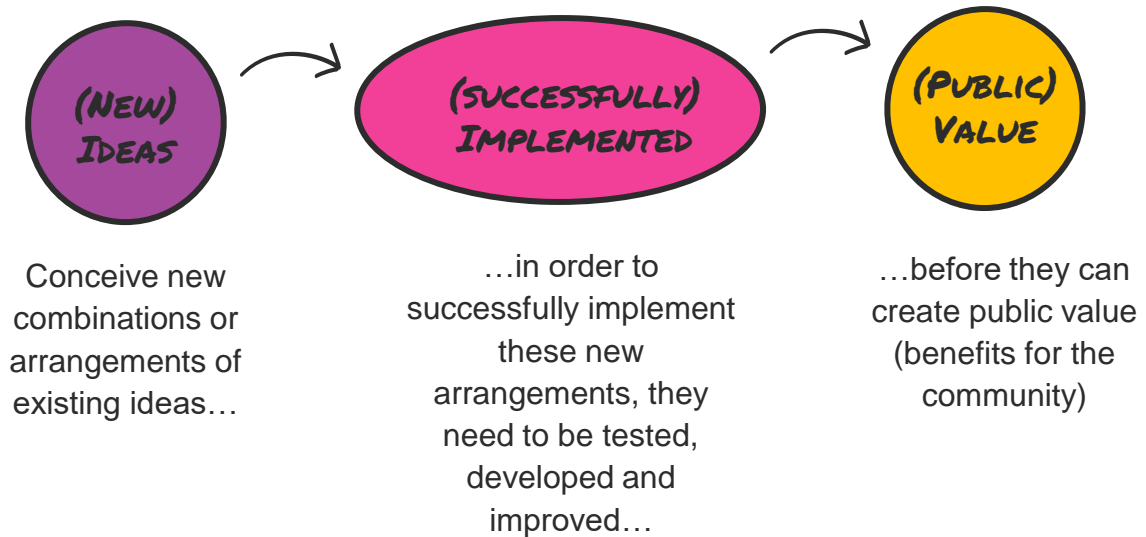 (New)
Ideas
(successfully)
Implemented
(Public)
Value
Conceive new
combinations or
arrangements of
existing ideas…
…in order to
successfully implement
these new
arrangements, they
need to be tested,
developed and
improved…
…before they can
create public value
(benefits for the
community)